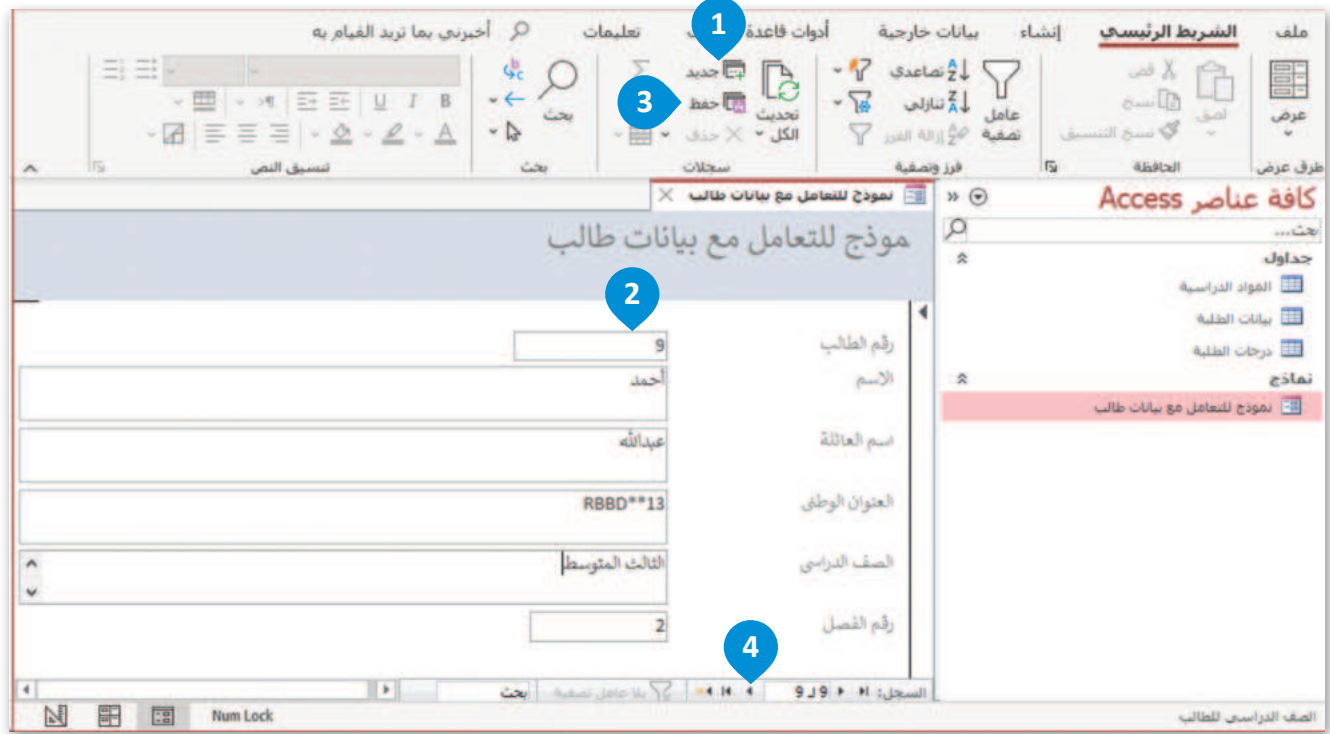 ملف الشريط الرئيسي إنشاء بيانات خارجية أدوات قاعدة تعليمات أخبرني بما تريد القيام به
1
عرض
طرق عرض
لصق
قص
نسخ
نسخ التنسيق
الحافظة
عامل تصفية
تصاعدي
تنازلي
إزالة الفرز
فرز وتصفية
تحديث الكل
جديد
حفظ
3
حذف
سجلات
بحث
بحث
B I U
A
تنسيق النص
كافة عناصر Access
بحث...
جداول
المواد الدراسية
بيانات الطلبة
درجات الطلبة
نماذج
نموذج للتعامل مع بيانات طالب
نموذج للتعامل مع بيانات طالب
موذج للتعامل مع بيانات طالب
2
رقم الطالب 9
الاسم أحمد
اسم العائلة عبدالله
العنوان الوطني RBBD**13
الصف الدراسي الثالث المتوسط
رقم الفصل 2
4
السجل: 9 لـ 9 بلا عامل تصفية بحث
الصف الدراسي للطالب
Num Lock